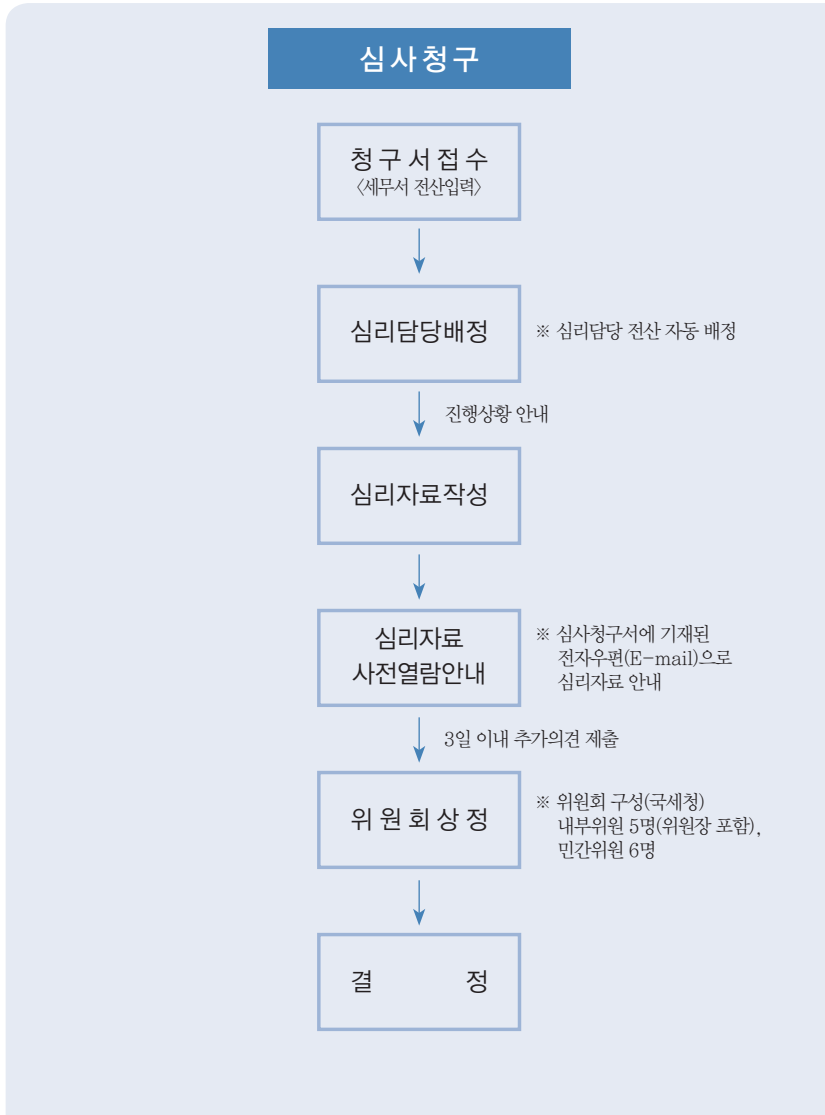 심사청구
청구서접수
〈세무서 전산입력〉
심리담당배정
※ 심리담당 전산 자동 배정
진행상황 안내
심리자료작성
심리자료
사전열람안내
※ 심사청구서에 기재된
전자우편(E-mail)으로
심리자료 안내
3일 이내 추가의견 제출
위원회상정
※ 위원회 구성(국세청)
내부위원 5명(위원장 포함),
민간위원 6명
결 정